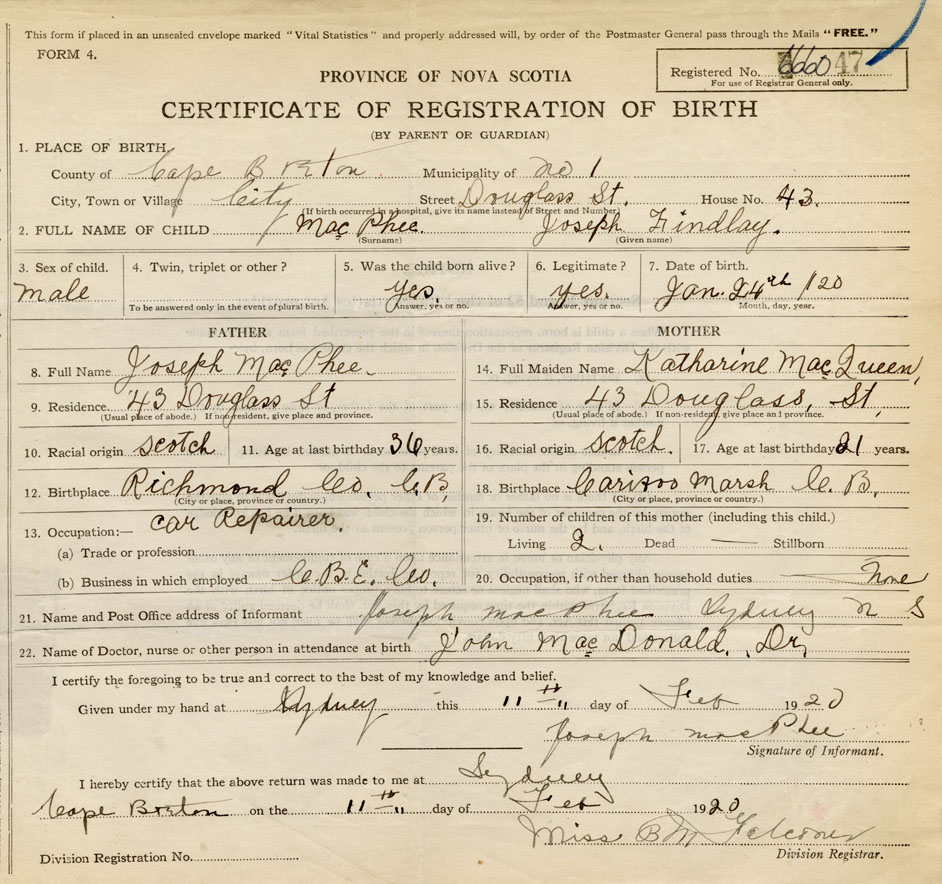 This form if placed in an unsealed envelope marked "Vital Statistics" and properly addressed will, by order of the Postmaster General pass through the Mails "FREE."
FORM 4.
Registered No. 47
For use of Registrar General only.
PROVINCE OF NOVA SCOTIA
CERTIFICATE OF REGISTRATION OF BIRTH
(BY PARENT OR GUARDIAN)
1. PLACE OF BIRTH.
County of Cape Brton Municipality of no 1
City, Town or Village City Street Douglass St. House No. 43.
(If birth occurred in a hospital, give its name instead of Street and Number)
2. FULL NAME OF CHILD Mac Phee. Joseph Findlay.
(Surname) (Given name)
3. Sex of child. 4. Twin, triplet or other? 5. Was the child born alive? 6. Legitimate? 7. Date of birth.
Male yes. yes. Jan. 24th /20
To be answered only in the event of plural birth. Answer, yes or no. Answer, yes or no. Month, day, year.
FATHER MOTHER
8. Full Name Joseph Mac Phee. 14. Full Maiden Name Katharine Mac Queen,
9. Residence. 43 Douglass St 15. Residence 43 Douglass, St,
(Usual place of abode.) If non-resident, give place and province. (Usual place of abode.) If non-resident, give place and province.
10. Racial origin scotch 11. Age at last birthday 36 years. 16. Racial origin scotch. 17. Age at last birthday 21 years.
12. Birthplace Richmond Co. C.B, 18. Birthplace Marsh C. B,
(City or place, province or country.) (City or place, province or country.)
13. Occupation:— car Repairer, 19. Number of children of this mother (including this child.)
(a) Trade or profession Living 2. Dead — Stillborn
(b) Business in which employed C.B.E. Co. 20. Occupation, if other than household duties None
21. Name and Post Office address of Informant Joseph macPhee Sydney N S
22. Name of Doctor, nurse or other person in attendance at birth John Mac Donald, Dr,
I certify the foregoing to be true and correct to the best of my knowledge and belief.
Given under my hand at Sydney this 11th day of Feb 1920
Joseph macPhee
Signature of Informant.
I hereby certify that the above return was made to me at Sydney
Cape Brton on the 11th day of Feb 1920
Miss B M
Division Registrar.
Division Registration No.